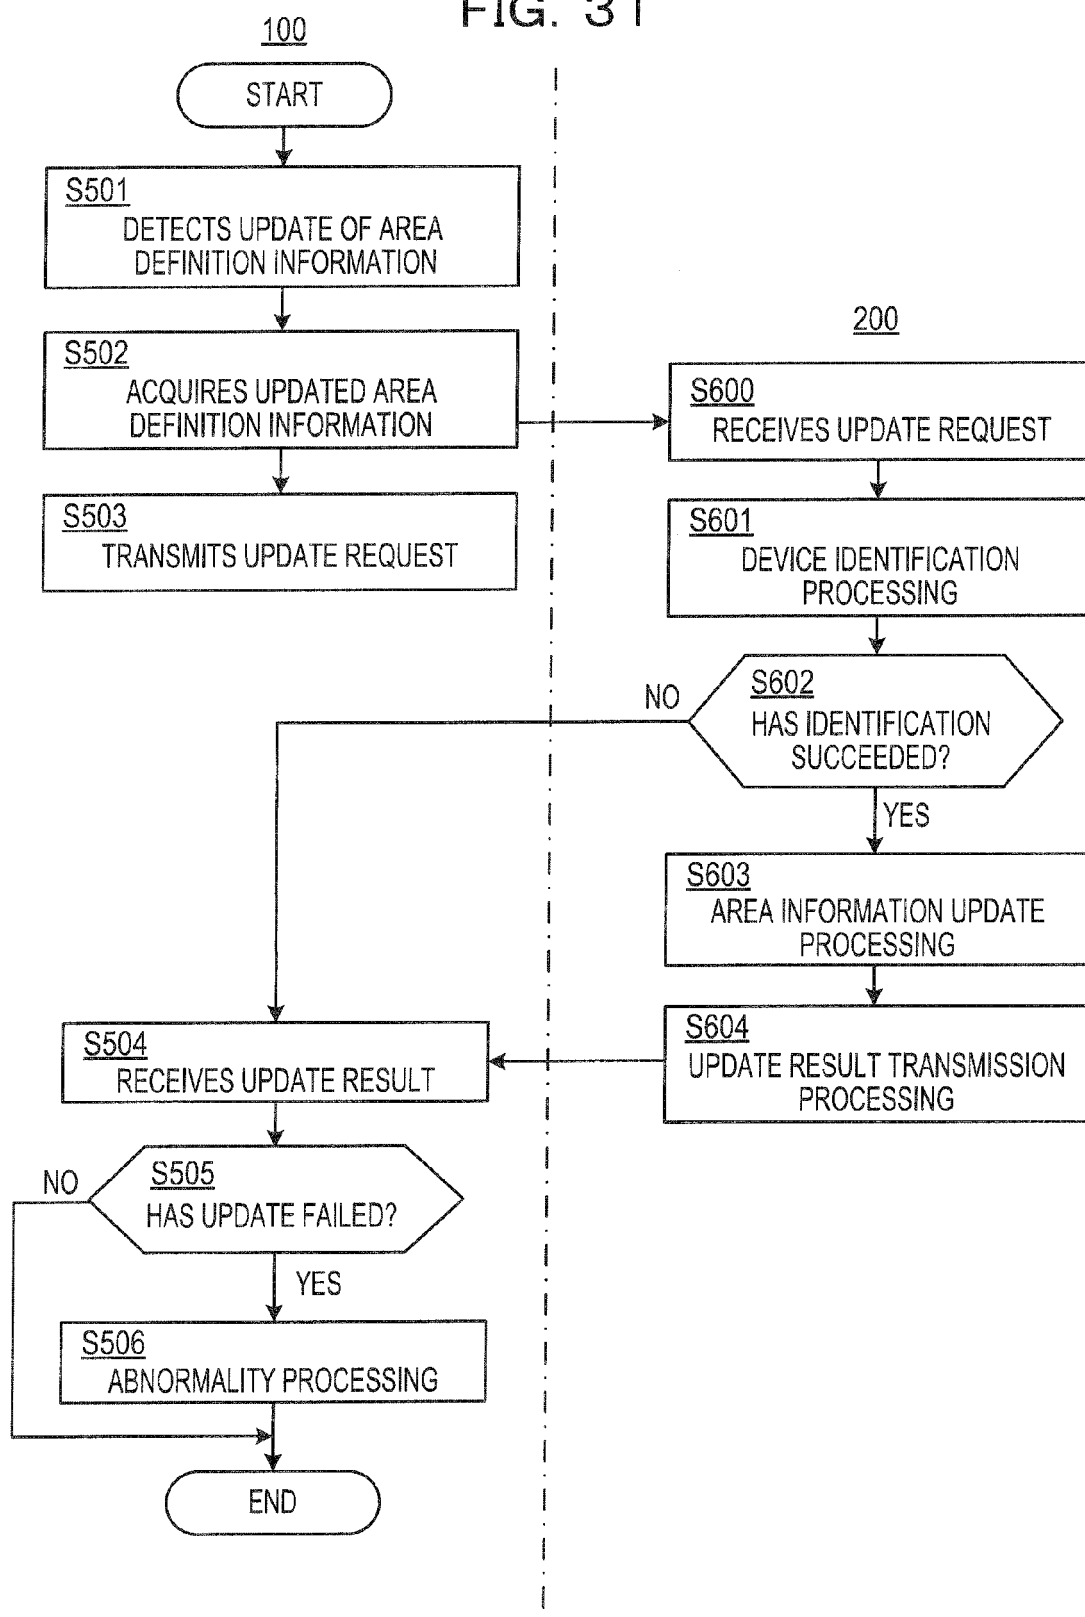 FIG. 31
100
START
S501
DETECTS UPDATE OF AREA
DEFINITION INFORMATION
S502
ACQUIRES UPDATED AREA
DEFINITION INFORMATION
S503
TRANSMITS UPDATE REQUEST
200
S600
RECEIVES UPDATE REQUEST
S601
DEVICE IDENTIFICATION
PROCESSING
S602
HAS IDENTIFICATION
SUCCEEDED?
NO
YES
S603
AREA INFORMATION UPDATE
PROCESSING
S604
UPDATE RESULT TRANSMISSION
PROCESSING
S504
RECEIVES UPDATE RESULT
S505
HAS UPDATE FAILED?
NO
YES
S506
ABNORMALITY PROCESSING
END